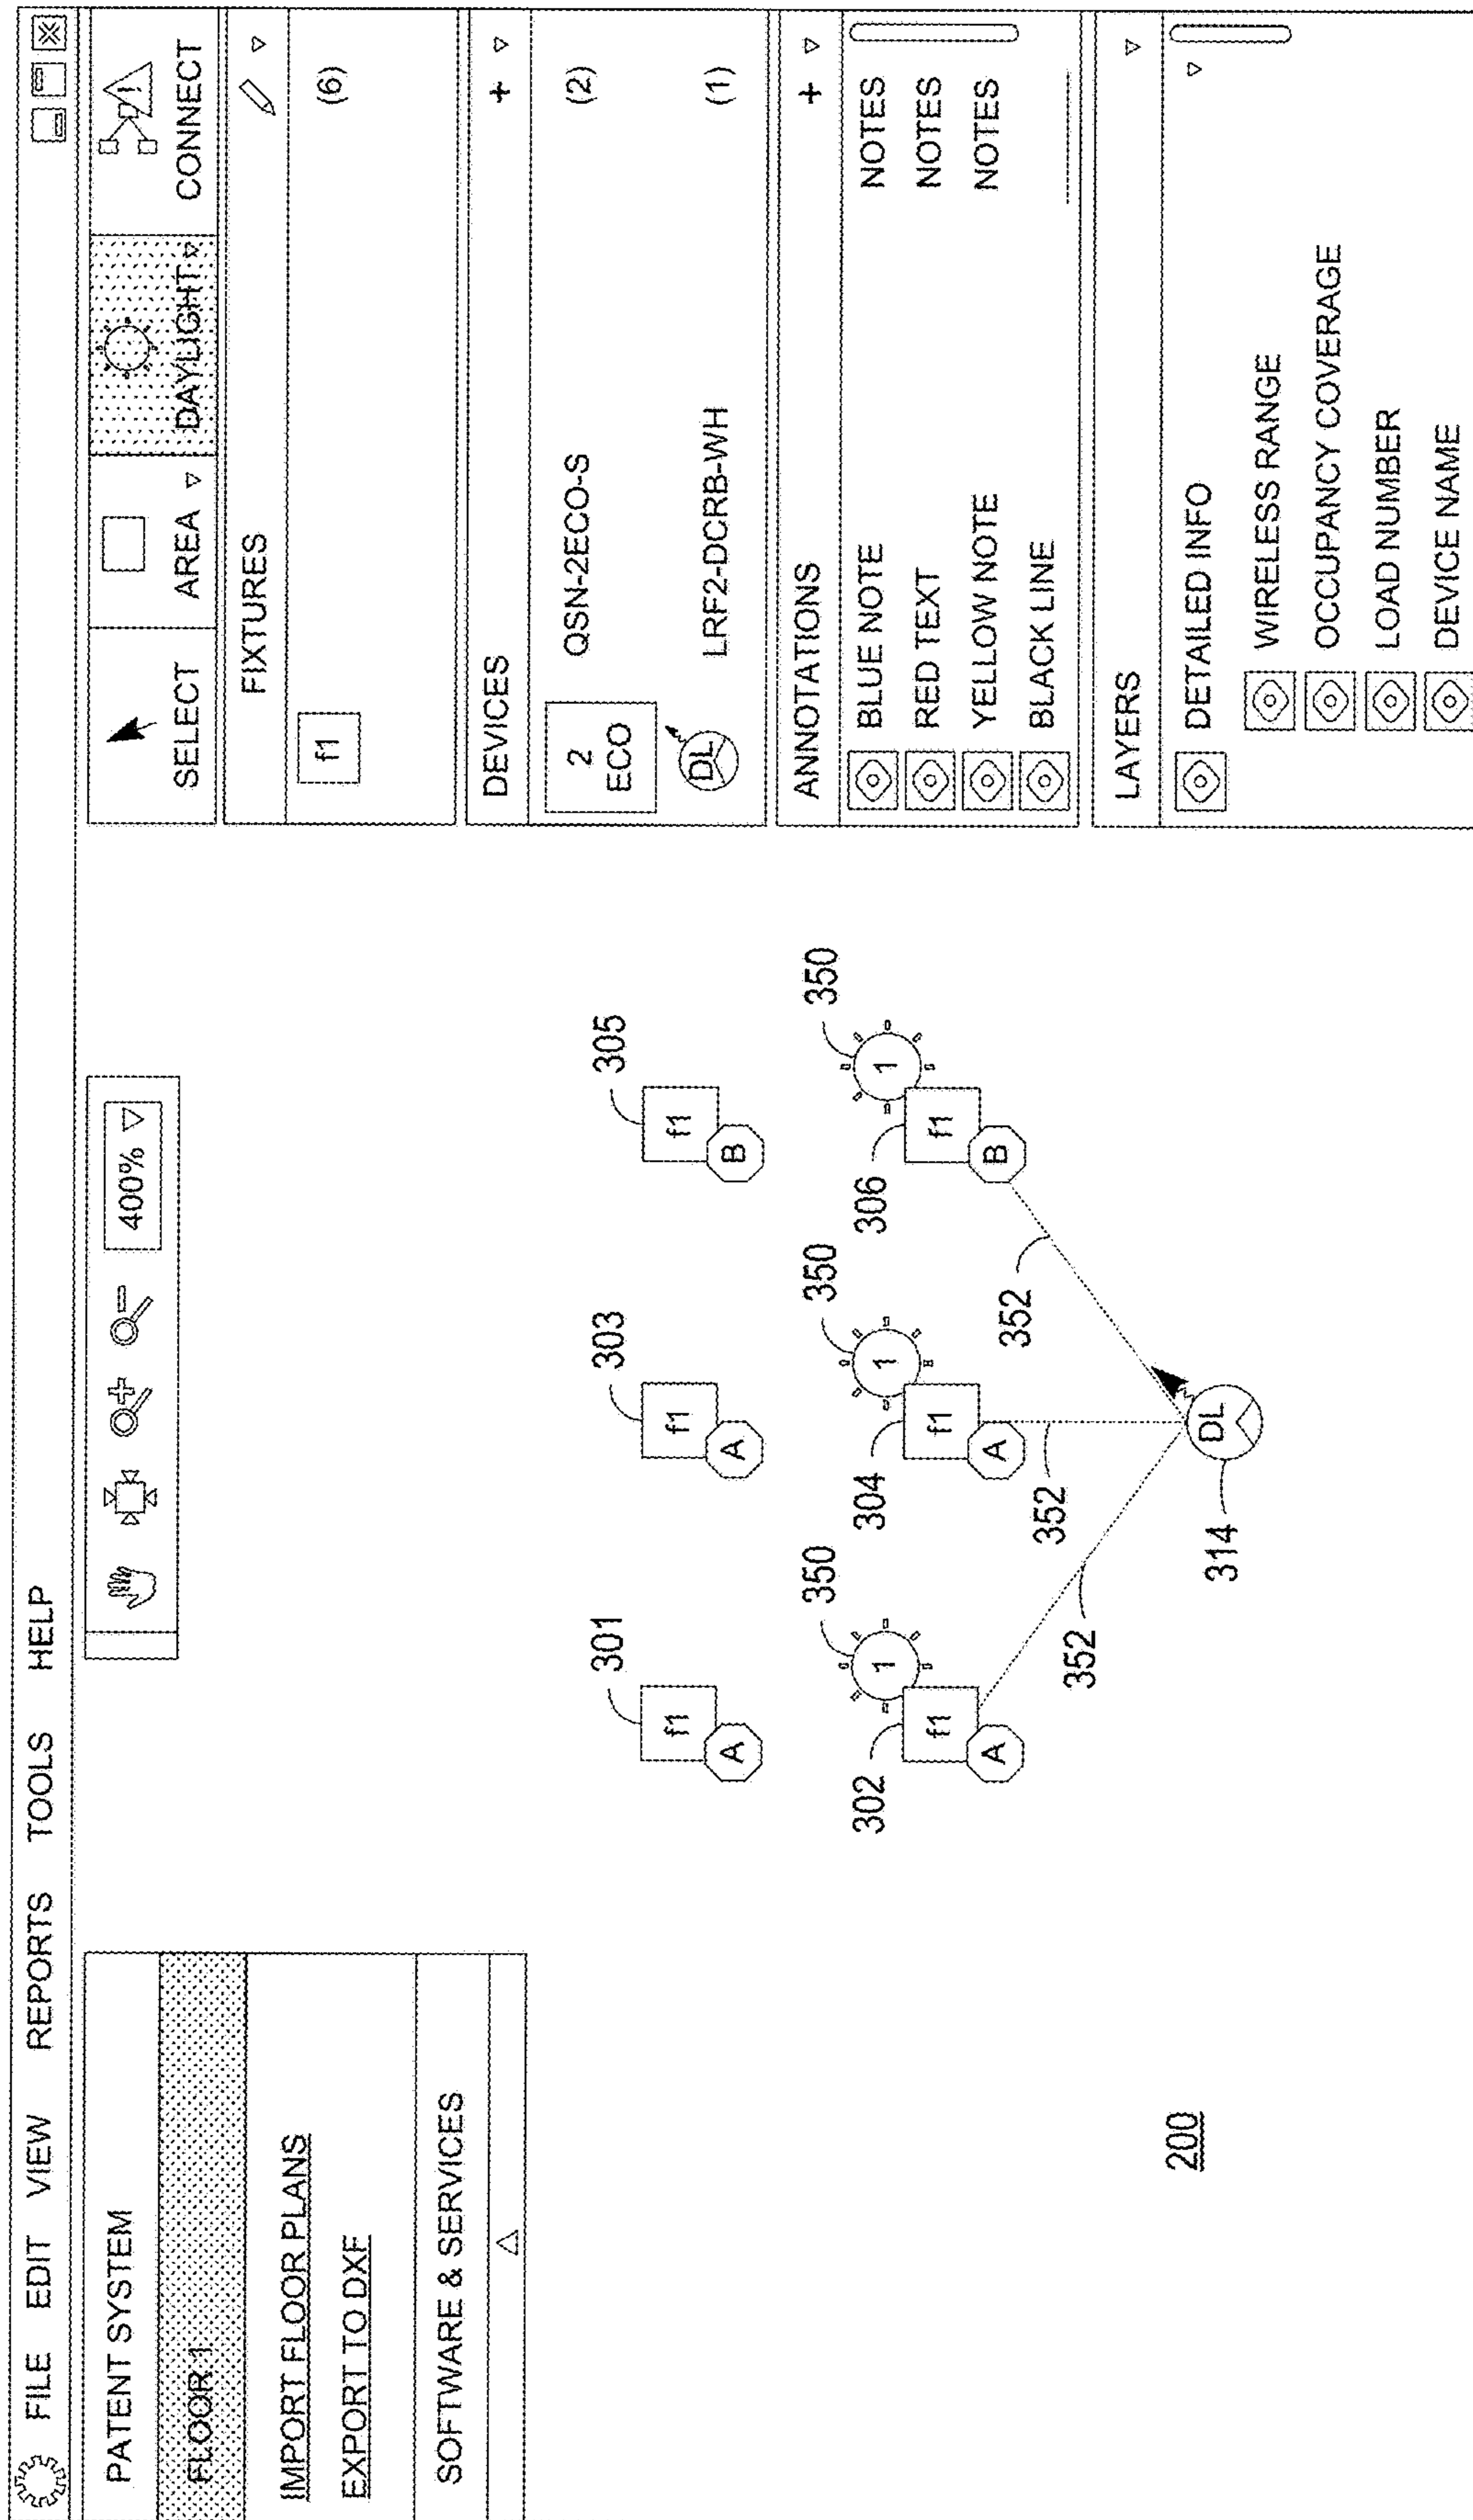 FILE EDIT VIEW REPORTS TOOLS HELP
PATENT SYSTEM
FLOOR 1
IMPORT FLOOR PLANS
EXPORT TO DXF
SOFTWARE & SERVICES
400%
SELECT AREA DAYLIGHT CONNECT
FIXTURES
f1 (6)
DEVICES +
2 ECO QSN-2ECO-S (2)
DL LRF2-DCRB-WH (1)
ANNOTATIONS +
BLUE NOTE NOTES
RED TEXT NOTES
YELLOW NOTE NOTES
BLACK LINE
LAYERS
DETAILED INFO
WIRELESS RANGE
OCCUPANCY COVERAGE
LOAD NUMBER
DEVICE NAME
301 303 305
f1 f1 f1
A A B
350 350 350
1 1 1
302 304 306
f1 f1 f1
A A B
352 352 352
DL
314
200